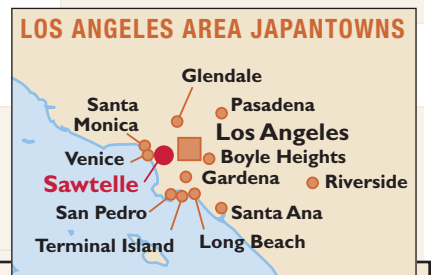 LOS ANGELES AREA JAPANTOWNS
Glendale
Santa
Monica
Pasadena
Los Angeles
Venice
Boyle Heights
Sawtelle
Gardena
Riverside
San Pedro
Santa Ana
Terminal Island
Long Beach